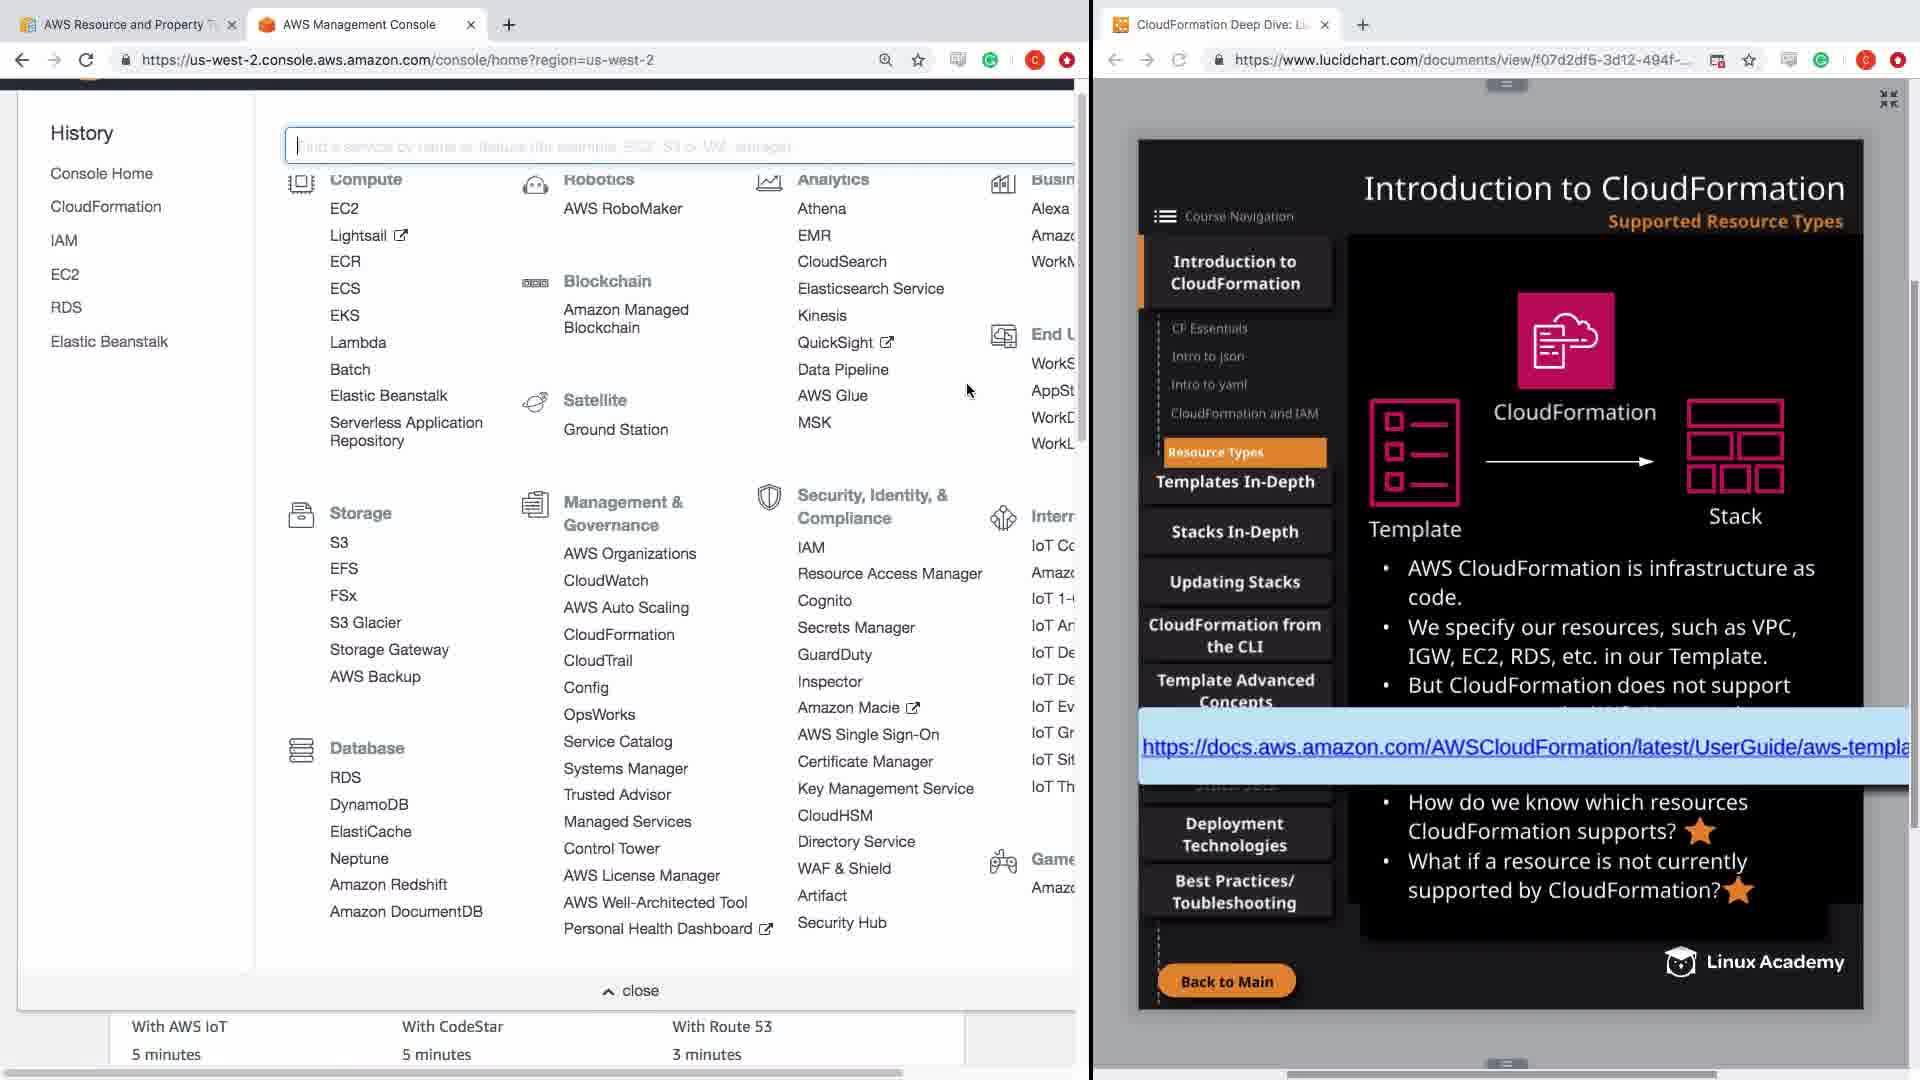 AWS Resource and Property T
AWS Management Console
https://us-west-2.console.aws.amazon.com/console/home?region=us-west-2
History
Console Home
CloudFormation
IAM
EC2
RDS
Elastic Beanstalk
Find a service by name or feature (for example, EC2, S3 or VM, storage).
Compute
EC2
Lightsail
ECR
ECS
EKS
Lambda
Batch
Elastic Beanstalk
Serverless Application
Repository
Storage
S3
EFS
FSx
S3 Glacier
Storage Gateway
AWS Backup
Database
RDS
DynamoDB
ElastiCache
Neptune
Amazon Redshift
Amazon DocumentDB
Robotics
AWS RoboMaker
Blockchain
Amazon Managed
Blockchain
Satellite
Ground Station
Management &
Governance
AWS Organizations
CloudWatch
AWS Auto Scaling
CloudFormation
CloudTrail
Config
OpsWorks
Service Catalog
Systems Manager
Trusted Advisor
Managed Services
Control Tower
AWS License Manager
AWS Well-Architected Tool
Personal Health Dashboard
Analytics
Athena
EMR
CloudSearch
Elasticsearch Service
Kinesis
QuickSight
Data Pipeline
AWS Glue
MSK
Security, Identity, &
Compliance
IAM
Resource Access Manager
Cognito
Secrets Manager
GuardDuty
Inspector
Amazon Macie
AWS Single Sign-On
Certificate Manager
Key Management Service
CloudHSM
Directory Service
WAF & Shield
Artifact
Security Hub
Busin
Alexa
Amazo
WorkM
End U
WorkS
AppSt
WorkD
WorkL
Intern
IoT Co
Amazo
IoT 1-C
IoT An
IoT De
IoT De
IoT Ev
IoT Gr
IoT Sit
IoT Th
Game
Amazo
close
With AWS IoT
5 minutes
With CodeStar
5 minutes
With Route 53
3 minutes
CloudFormation Deep Dive: Lu
https://www.lucidchart.com/documents/view/f07d2df5-3d12-494f-...
Introduction to CloudFormation
Supported Resource Types
Course Navigation
Introduction to
CloudFormation
CF Essentials
Intro to json
Intro to yaml
CloudFormation and IAM
Resource Types
Templates In-Depth
Stacks In-Depth
Updating Stacks
CloudFormation from
the CLI
Template Advanced
Concepts
Deployment
Technologies
Best Practices/
Toubleshooting
Back to Main
CloudFormation
Template
Stack
• AWS CloudFormation is infrastructure as
code.
• We specify our resources, such as VPC,
IGW, EC2, RDS, etc. in our Template.
• But CloudFormation does not support
https://docs.aws.amazon.com/AWSCloudFormation/latest/UserGuide/aws-templa
• How do we know which resources
CloudFormation supports?
• What if a resource is not currently
supported by CloudFormation?
Linux Academy